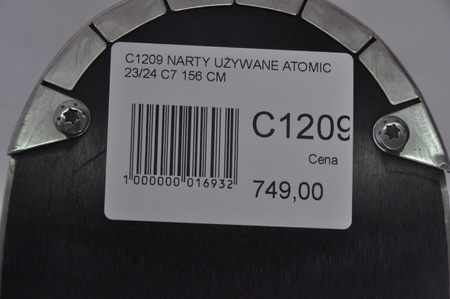 C1209 NARTY UŻYWANE ATOMIC
23/24 C7 156 CM
C1209
Cena
1 000000 016932
749,00